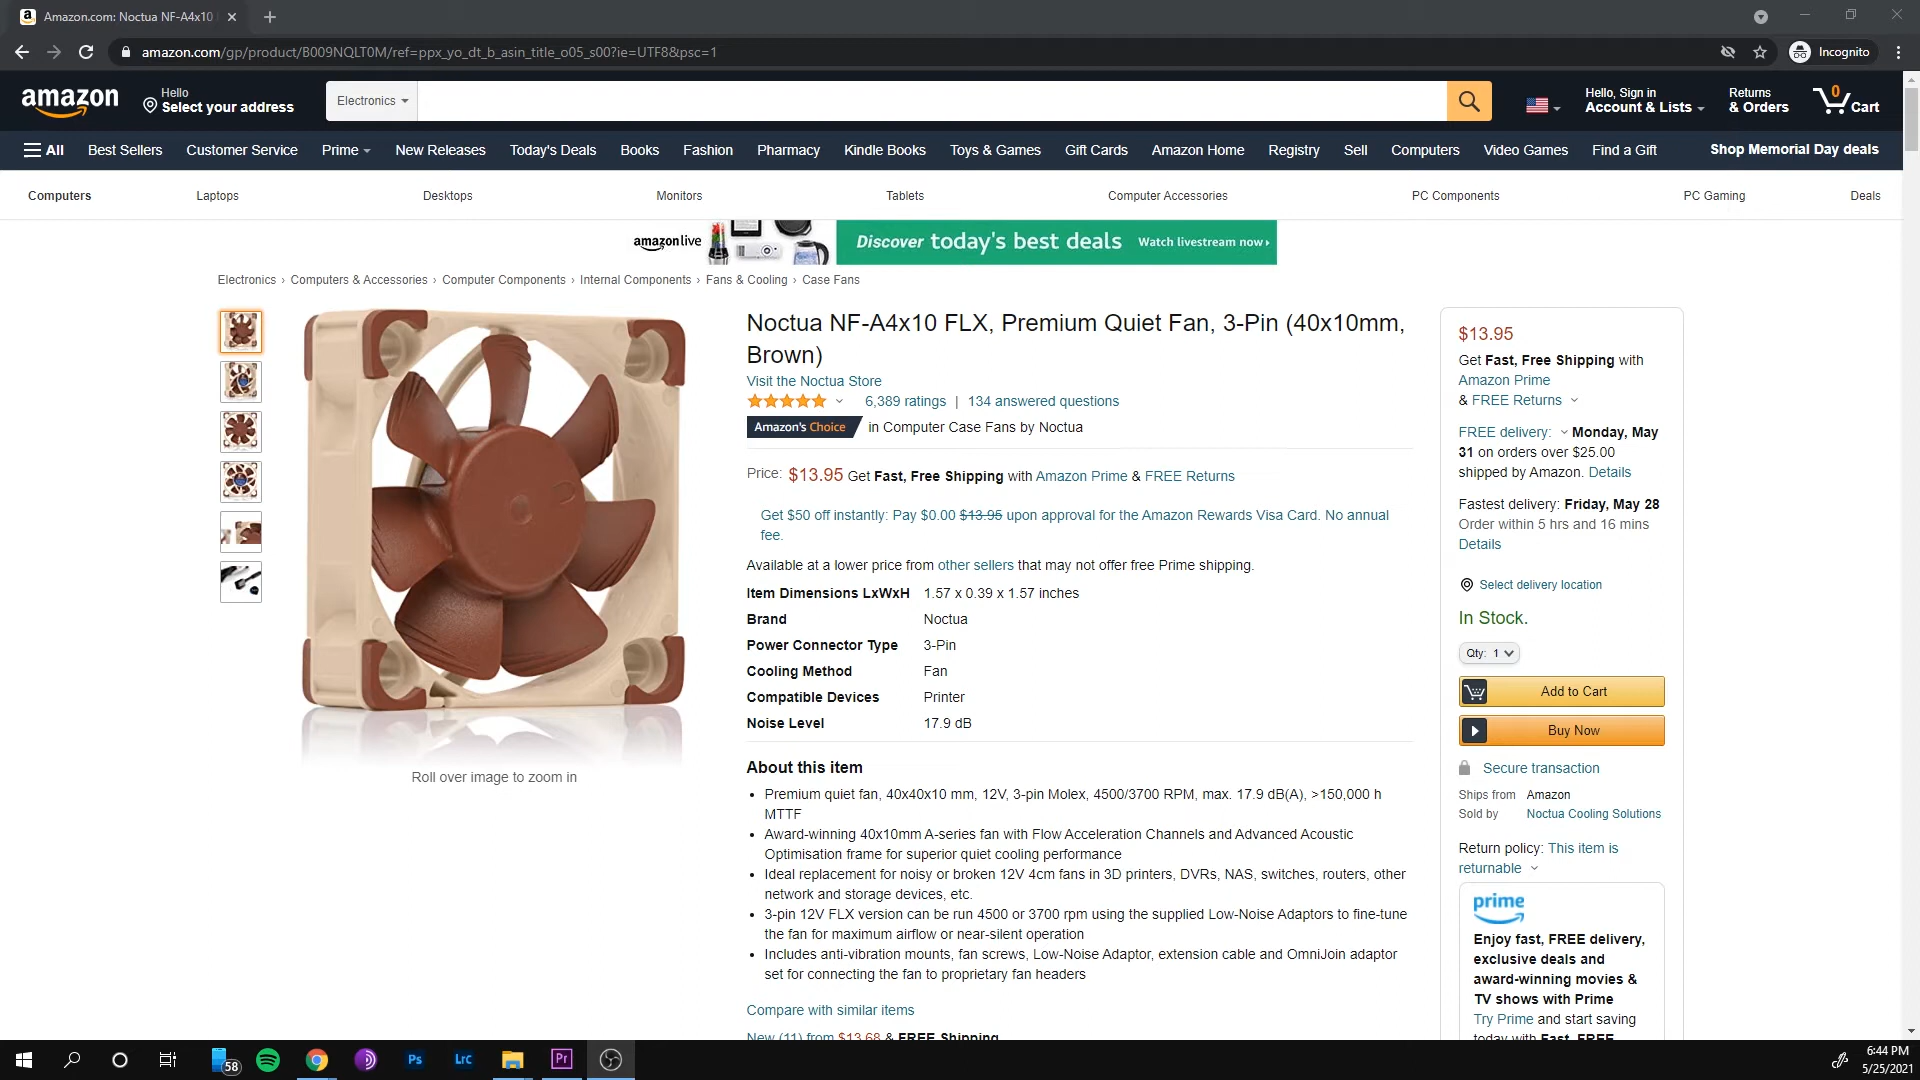 Amazon.com: Noctua NF-A4x10
amazon.com/gp/product/B009NQLT0M/ref=ppx_yo_dt_b_asin_title_o05_s00?ie=UTF8&psc=1
Incognito
amazon
Hello
Select your address
Electronics
Hello, Sign in
Account & Lists
Returns
& Orders
0
Cart
All
Best Sellers
Customer Service
Prime
New Releases
Today's Deals
Books
Fashion
Pharmacy
Kindle Books
Toys & Games
Gift Cards
Amazon Home
Registry
Sell
Computers
Video Games
Find a Gift
Shop Memorial Day deals
Computers
Laptops
Desktops
Monitors
Tablets
Computer Accessories
PC Components
PC Gaming
Deals
amazonlive
Discover today's best deals
Watch livestream now
Electronics › Computers & Accessories › Computer Components › Internal Components › Fans & Cooling › Case Fans
Noctua NF-A4x10 FLX, Premium Quiet Fan, 3-Pin (40x10mm,
Brown)
Visit the Noctua Store
6,389 ratings | 134 answered questions
Amazon's Choice in Computer Case Fans by Noctua
Price: $13.95 Get Fast, Free Shipping with Amazon Prime & FREE Returns
Get $50 off instantly: Pay $0.00 $13.95 upon approval for the Amazon Rewards Visa Card. No annual
fee.
Available at a lower price from other sellers that may not offer free Prime shipping.
Item Dimensions LxWxH 1.57 x 0.39 x 1.57 inches
Brand Noctua
Power Connector Type 3-Pin
Cooling Method Fan
Compatible Devices Printer
Noise Level 17.9 dB
Roll over image to zoom in
About this item
Premium quiet fan, 40x40x10 mm, 12V, 3-pin Molex, 4500/3700 RPM, max. 17.9 dB(A), >150,000 h
MTTF
Award-winning 40x10mm A-series fan with Flow Acceleration Channels and Advanced Acoustic
Optimisation frame for superior quiet cooling performance
Ideal replacement for noisy or broken 12V 4cm fans in 3D printers, DVRs, NAS, switches, routers, other
network and storage devices, etc.
3-pin 12V FLX version can be run 4500 or 3700 rpm using the supplied Low-Noise Adaptors to fine-tune
the fan for maximum airflow or near-silent operation
Includes anti-vibration mounts, fan screws, Low-Noise Adaptor, extension cable and OmniJoin adaptor
set for connecting the fan to proprietary fan headers
Compare with similar items
New (11) from $13.68 & FREE Shipping
$13.95
Get Fast, Free Shipping with
Amazon Prime
& FREE Returns
FREE delivery: Monday, May
31 on orders over $25.00
shipped by Amazon. Details
Fastest delivery: Friday, May 28
Order within 5 hrs and 16 mins
Details
Select delivery location
In Stock.
Qty: 1
Add to Cart
Buy Now
Secure transaction
Ships from Amazon
Sold by Noctua Cooling Solutions
Return policy: This item is
returnable
prime
Enjoy fast, FREE delivery,
exclusive deals and
award-winning movies &
TV shows with Prime
Try Prime and start saving
today with Fast, FREE
58
Ps
Lrc
Pr
6:44 PM
5/25/2021